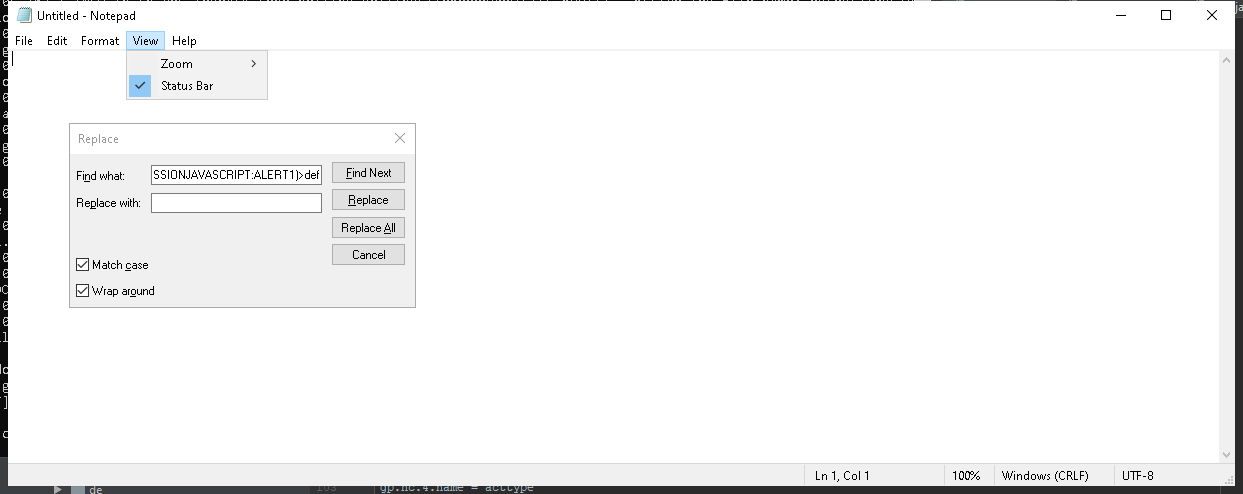 Untitled - Notepad
File Edit Format View Help
Zoom
Status Bar
Replace
Find what: SSIONJAVASCRIPT:ALERT1)>def Find Next
Replace with: Replace
Replace All
Cancel
Match case
Wrap around
Ln 1, Col 1 100% Windows (CRLF) UTF-8
de
gp.nc.4.name = acctype